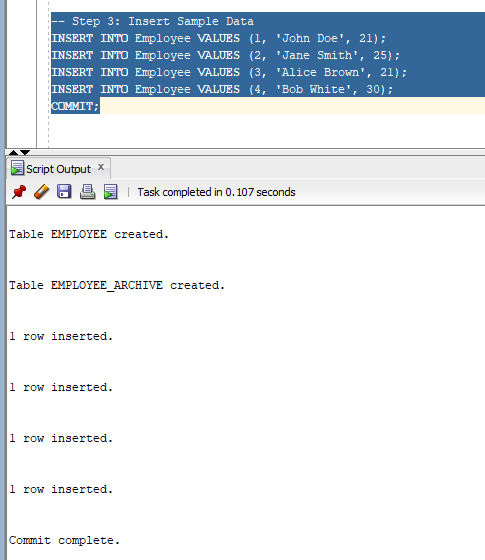 -- Step 3: Insert Sample Data
INSERT INTO Employee VALUES (1, 'John Doe', 21);
INSERT INTO Employee VALUES (2, 'Jane Smith', 25);
INSERT INTO Employee VALUES (3, 'Alice Brown', 21);
INSERT INTO Employee VALUES (4, 'Bob White', 30);
COMMIT;
Script Output x
Task completed in 0.107 seconds
Table EMPLOYEE created.
Table EMPLOYEE_ARCHIVE created.
1 row inserted.
1 row inserted.
1 row inserted.
1 row inserted.
Commit complete.